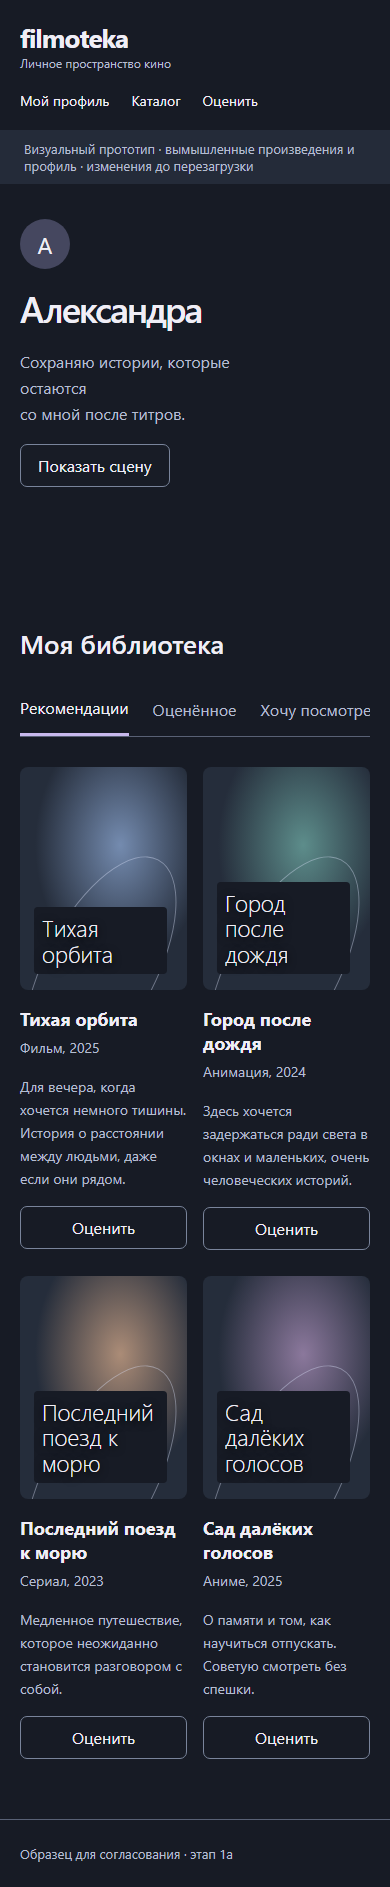 filmoteka
Личное пространство кино
Мой профиль Каталог Оценить
Визуальный прототип · вымышленные произведения и
профиль · изменения до перезагрузки
А
Александра
Сохраняю истории, которые
остаются
со мной после титров.
Показать сцену
Моя библиотека
Рекомендации Оценённое Хочу посмотре
Тихая
орбита
Город
после
дождя
Тихая орбита
Фильм, 2025
Для вечера, когда
хочется немного тишины.
История о расстоянии
между людьми, даже
если они рядом.
Оценить
Город после
дождя
Анимация, 2024
Здесь хочется
задержаться ради света в
окнах и маленьких, очень
человеческих историй.
Оценить
Последний
поезд к
морю
Сад
далёких
голосов
Последний поезд
к морю
Сериал, 2023
Медленное путешествие,
которое неожиданно
становится разговором с
собой.
Оценить
Сад далёких
голосов
Аниме, 2025
О памяти и том, как
научиться отпускать.
Советую смотреть без
спешки.
Оценить
Образец для согласования · этап 1а